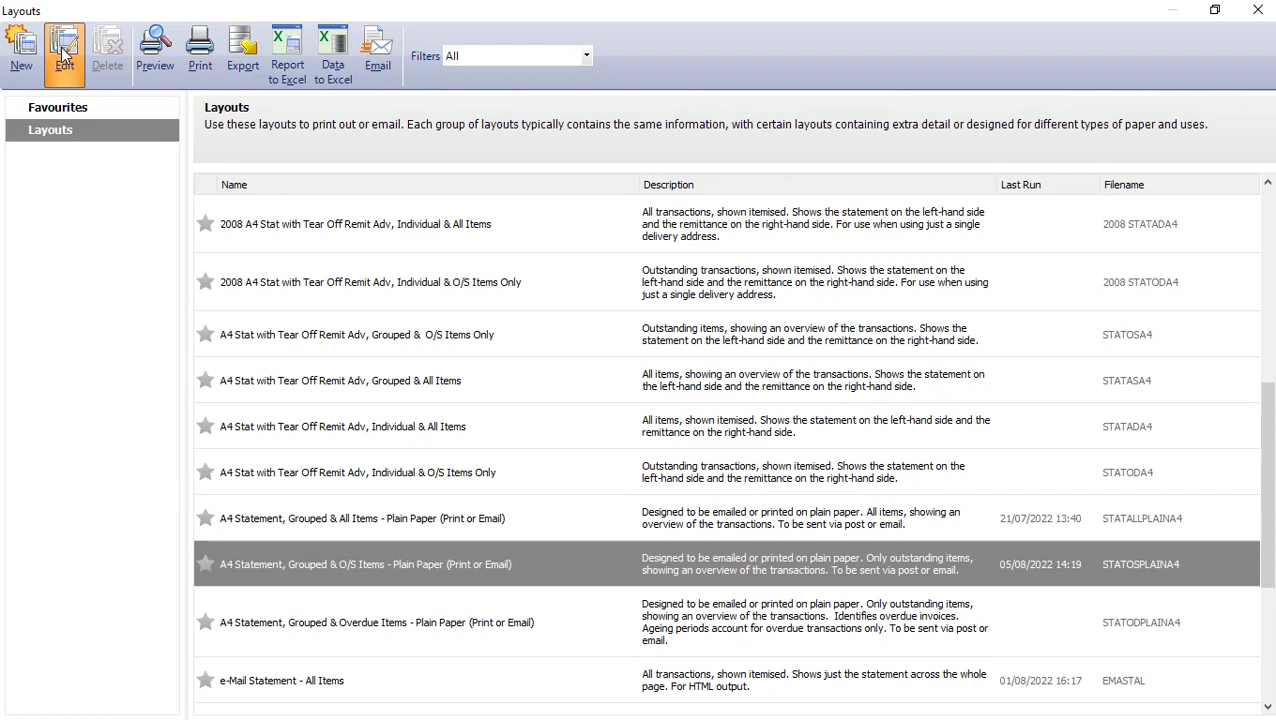 Layouts
New
Edit
Delete
Preview
Print
Export
Report
to Excel
Data
to Excel
Email
Filters All
Favourites
Layouts
Layouts
Use these layouts to print out or email. Each group of layouts typically contains the same information, with certain layouts containing extra detail or designed for different types of paper and uses.
Name Description Last Run Filename
2008 A4 Stat with Tear Off Remit Adv, Individual & All Items
All transactions, shown itemised. Shows the statement on the left-hand side
and the remittance on the right-hand side. For use when using just a single
delivery address.
2008 STATADA4
2008 A4 Stat with Tear Off Remit Adv, Individual & O/S Items Only
Outstanding transactions, shown itemised. Shows the statement on the
left-hand side and the remittance on the right-hand side. For use when using
just a single delivery address.
2008 STATODA4
A4 Stat with Tear Off Remit Adv, Grouped & O/S Items Only
Outstanding items, showing an overview of the transactions. Shows the
statement on the left-hand side and the remittance on the right-hand side.
STATOSA4
A4 Stat with Tear Off Remit Adv, Grouped & All Items
All items, showing an overview of the transactions. Shows the statement on
the left-hand side and the remittance on the right-hand side.
STATASA4
A4 Stat with Tear Off Remit Adv, Individual & All Items
All items, shown itemised. Shows the statement on the left-hand side and the
remittance on the right-hand side.
STATADA4
A4 Stat with Tear Off Remit Adv, Individual & O/S Items Only
Outstanding transactions, shown itemised. Shows the statement on the
left-hand side and the remittance on the right-hand side.
STATODA4
A4 Statement, Grouped & All Items - Plain Paper (Print or Email)
Designed to be emailed or printed on plain paper. All items, showing an
overview of the transactions. To be sent via post or email.
21/07/2022 13:40
STATALLPLAINA4
A4 Statement, Grouped & O/S Items - Plain Paper (Print or Email)
Designed to be emailed or printed on plain paper. Only outstanding items,
showing an overview of the transactions. To be sent via post or email.
05/08/2022 14:19
STATOSPLAINA4
A4 Statement, Grouped & Overdue Items - Plain Paper (Print or Email)
Designed to be emailed or printed on plain paper. Only outstanding items,
showing an overview of the transactions. Identifies overdue invoices.
Ageing periods account for overdue transactions only. To be sent via post or
email.
STATODPLAINA4
e-Mail Statement - All Items
All transactions, shown itemised. Shows just the statement across the whole
page. For HTML output.
01/08/2022 16:17
EMASTAL